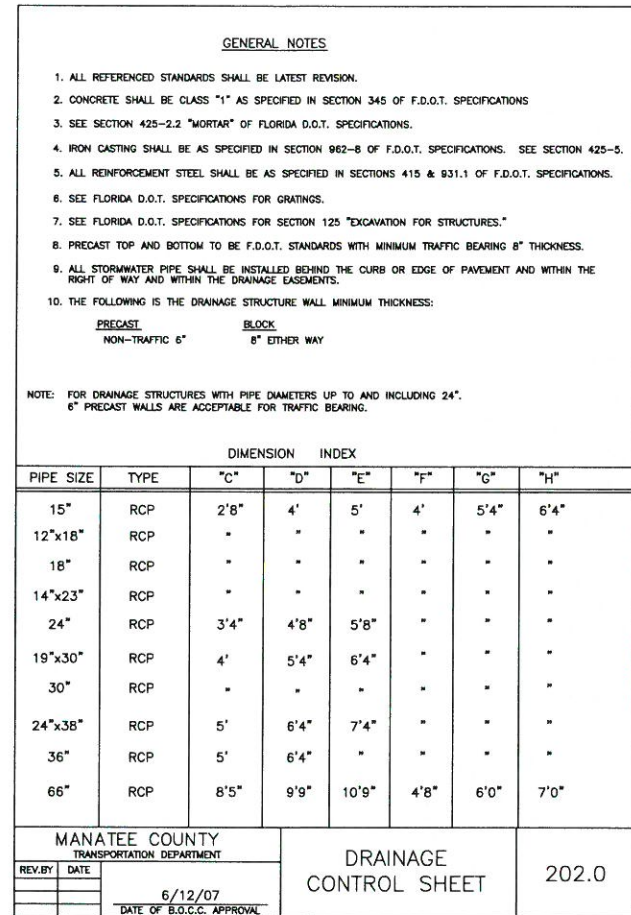 GENERAL NOTES
1. ALL REFERENCED STANDARDS SHALL BE LATEST REVISION.
2. CONCRETE SHALL BE CLASS "1" AS SPECIFIED IN SECTION 345 OF F.D.O.T. SPECIFICATIONS
3. SEE SECTION 425-2.2 "MORTAR" OF FLORIDA D.O.T. SPECIFICATIONS.
4. IRON CASTING SHALL BE AS SPECIFIED IN SECTION 962-8 OF F.D.O.T. SPECIFICATIONS. SEE SECTION 425-5.
5. ALL REINFORCEMENT STEEL SHALL BE AS SPECIFIED IN SECTIONS 415 & 931.1 OF F.D.O.T. SPECIFICATIONS.
6. SEE FLORIDA D.O.T. SPECIFICATIONS FOR GRATINGS.
7. SEE FLORIDA D.O.T. SPECIFICATIONS FOR SECTION 125 "EXCAVATION FOR STRUCTURES."
8. PRECAST TOP AND BOTTOM TO BE F.D.O.T. STANDARDS WITH MINIMUM TRAFFIC BEARING 8" THICKNESS.
9. ALL STORMWATER PIPE SHALL BE INSTALLED BEHIND THE CURB OR EDGE OF PAVEMENT AND WITHIN THE
RIGHT OF WAY AND WITHIN THE DRAINAGE EASEMENTS.
10. THE FOLLOWING IS THE DRAINAGE STRUCTURE WALL MINIMUM THICKNESS:
PRECAST BLOCK
NON-TRAFFIC 6" 8" EITHER WAY
NOTE: FOR DRAINAGE STRUCTURES WITH PIPE DIAMETERS UP TO AND INCLUDING 24".
6" PRECAST WALLS ARE ACCEPTABLE FOR TRAFFIC BEARING.
DIMENSION INDEX
PIPE SIZE TYPE "C" "D" "E" "F" "G" "H"
15" RCP 2'8" 4' 5' 4' 5'4" 6'4"
12"x18" RCP " " " " " "
18" RCP " " " " " "
14"x23" RCP " " " " " "
24" RCP 3'4" 4'8" 5'8" " " "
19"x30" RCP 4' 5'4" 6'4" " " "
30" RCP " " " " " "
24"x38" RCP 5' 6'4" 7'4" " " "
36" RCP 5' 6'4" " " " "
66" RCP 8'5" 9'9" 10'9" 4'8" 6'0" 7'0"
MANATEE COUNTY
TRANSPORTATION DEPARTMENT
REV.BY DATE
6/12/07
DATE OF B.O.C.C. APPROVAL
DRAINAGE
CONTROL SHEET
202.0